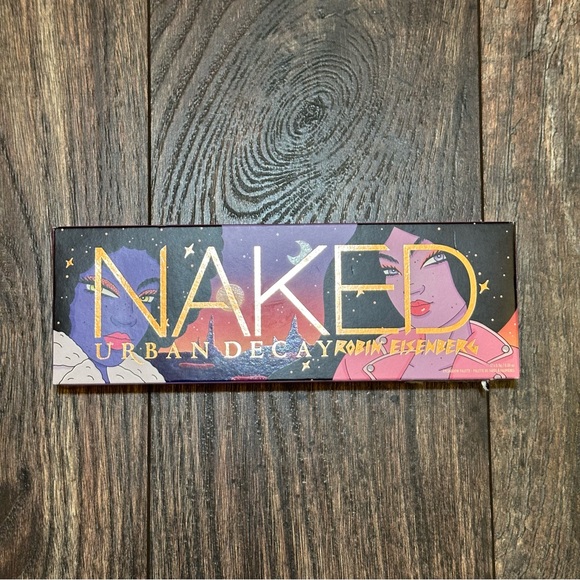 NAKED
URBAN DECAY ROBIN EISENBERG